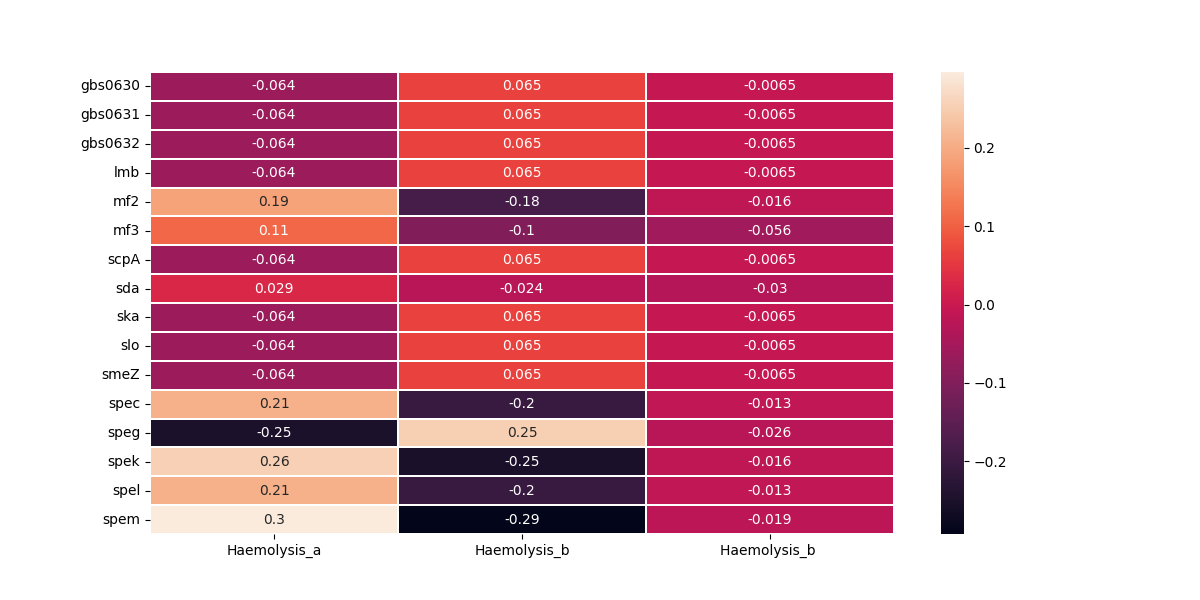 gbs0630 -0.064 0.065 -0.0065
gbs0631 -0.064 0.065 -0.0065 0.2
gbs0632 -0.064 0.065 -0.0065
lmb -0.064 0.065 -0.0065
mf2 0.19 -0.18 -0.016
mf3 0.11 -0.1 -0.056 0.1
scpA -0.064 0.065 -0.0065
sda 0.029 -0.024 -0.03 0.0
ska -0.064 0.065 -0.0065
slo -0.064 0.065 -0.0065
smeZ -0.064 0.065 -0.0065 −0.1
spec 0.21 -0.2 -0.013
speg -0.25 0.25 -0.026
spek 0.26 -0.25 -0.016 −0.2
spel 0.21 -0.2 -0.013
spem 0.3 -0.29 -0.019
Haemolysis_a Haemolysis_b Haemolysis_b